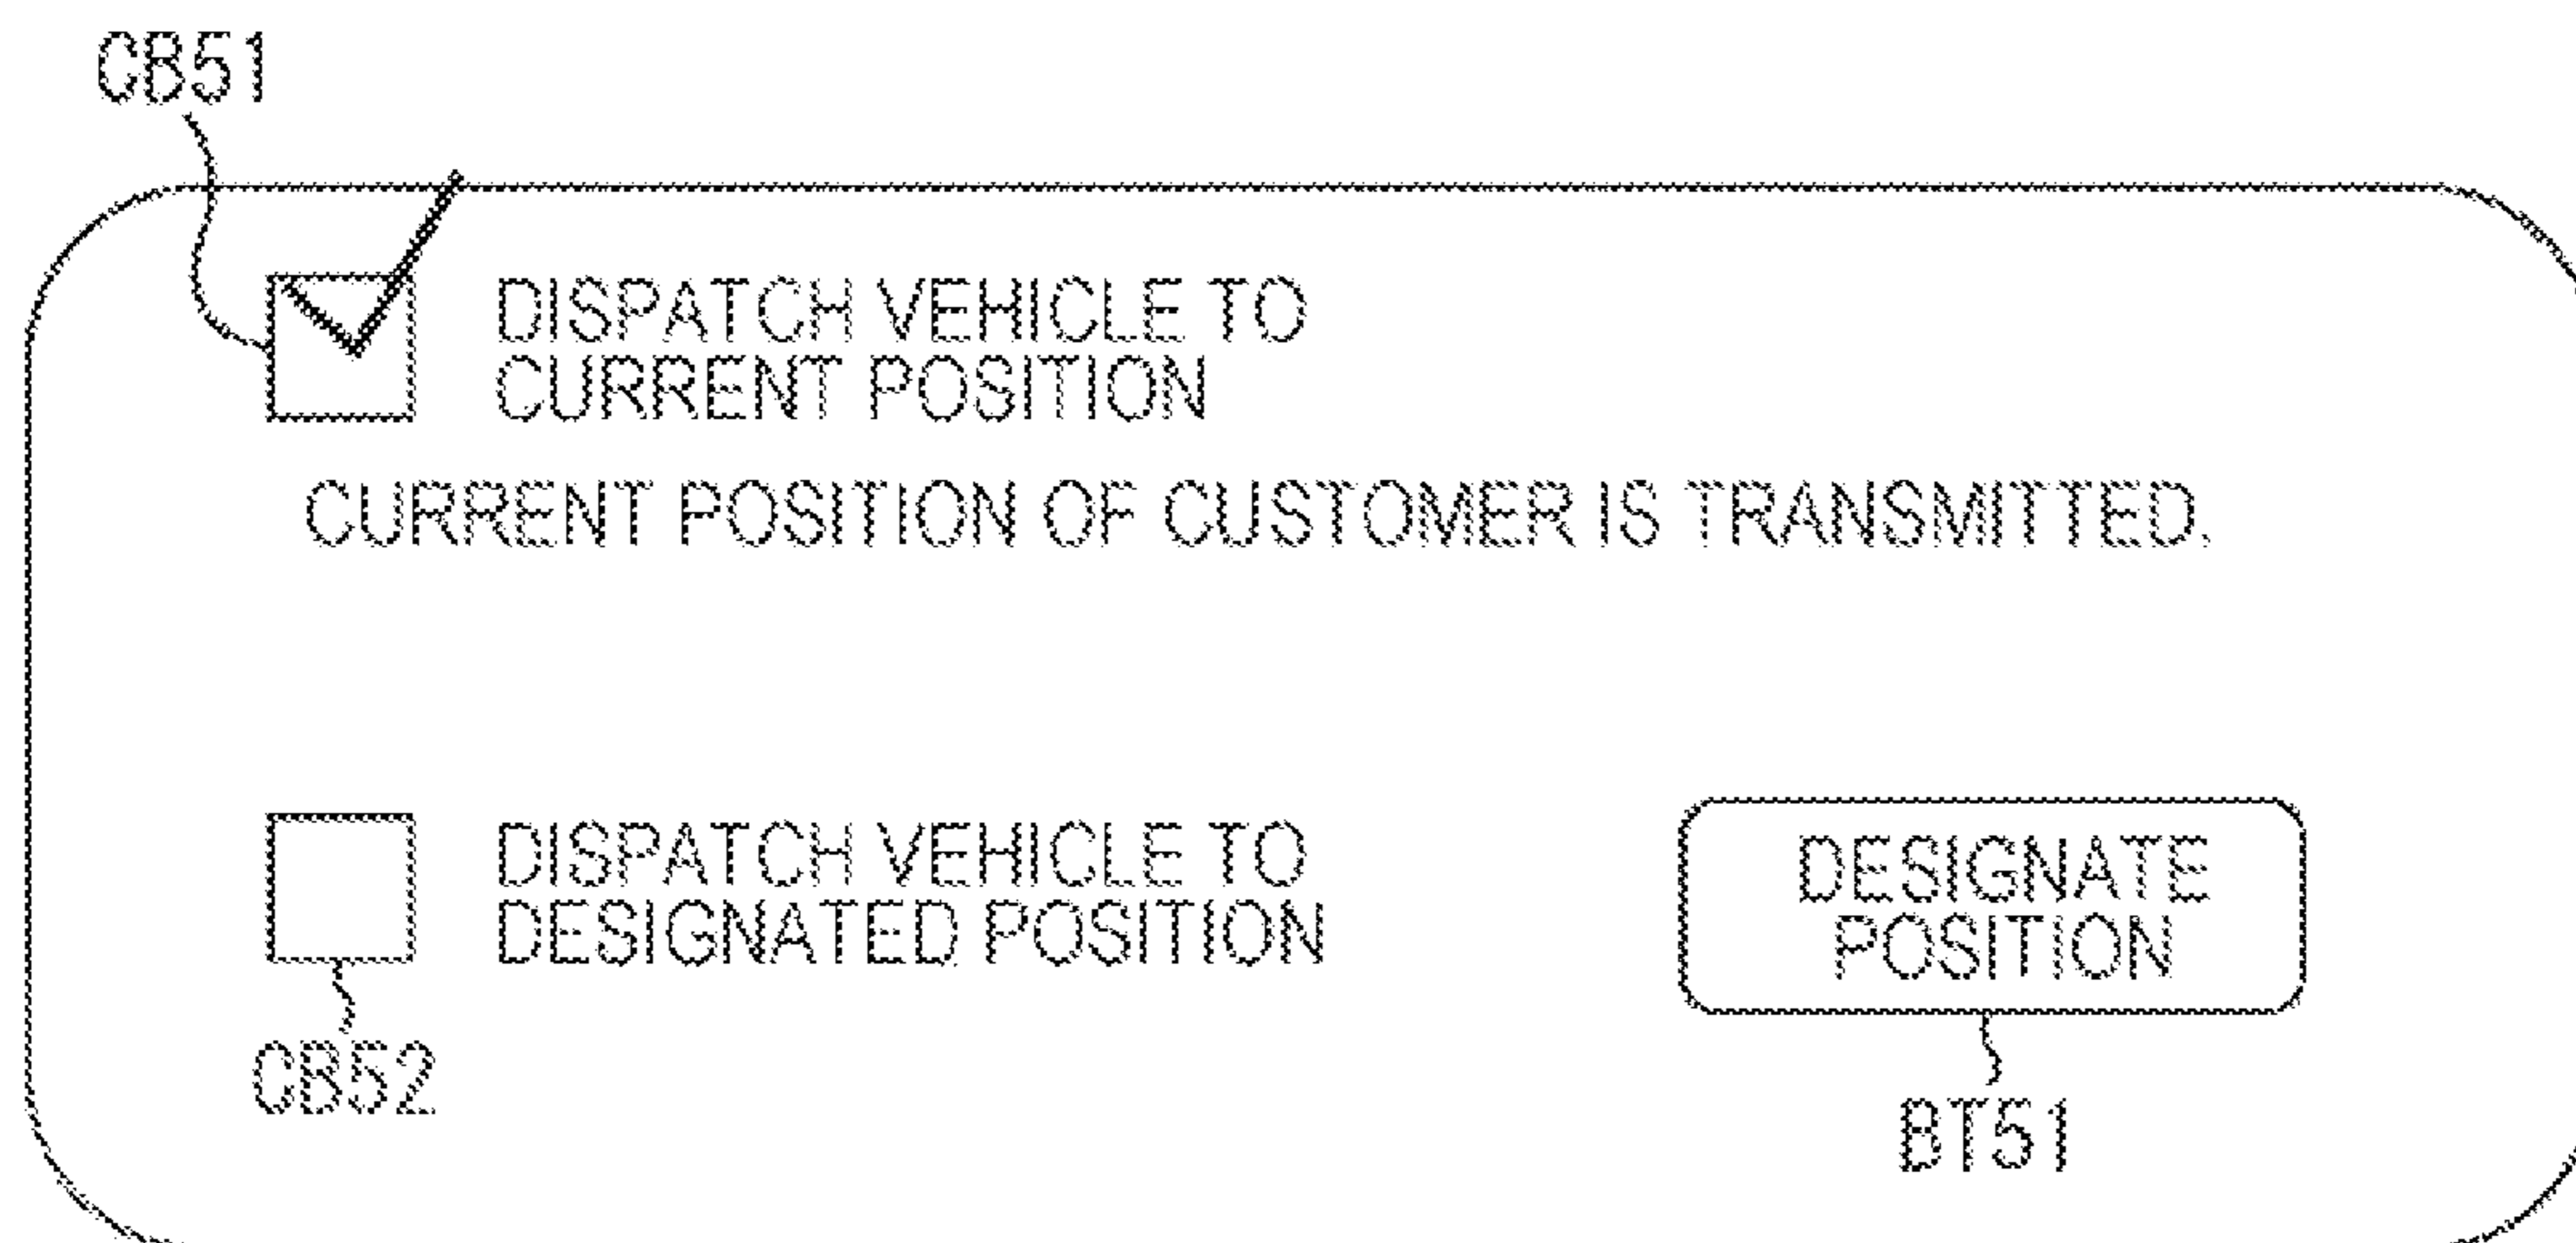 CB51
DISPATCH VEHICLE TO
CURRENT POSITION
CURRENT POSITION OF CUSTOMER IS TRANSMITTED.
DISPATCH VEHICLE TO
DESIGNATED POSITION
DESIGNATE
POSITION
CB52
BT51